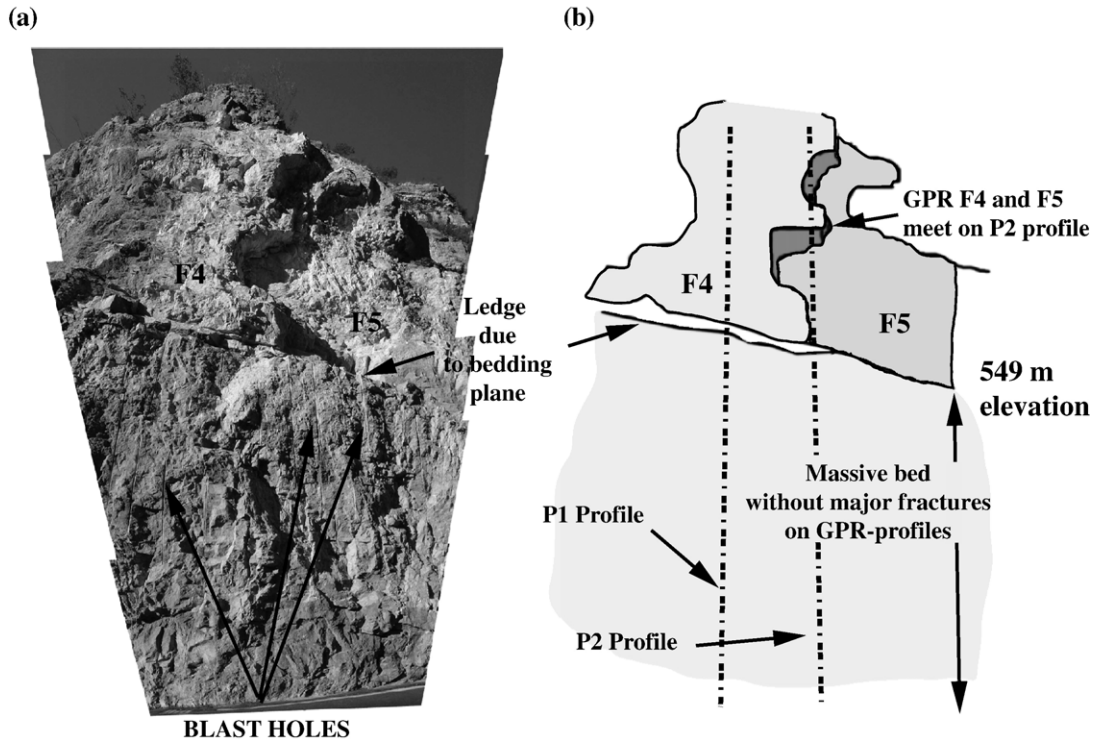 (a)
F4
F5
Ledge
due
to bedding
plane
BLAST HOLES
(b)
GPR F4 and F5
meet on P2 profile
F4
F5
549 m
elevation
Massive bed
without major fractures
on GPR-profiles
P1 Profile
P2 Profile